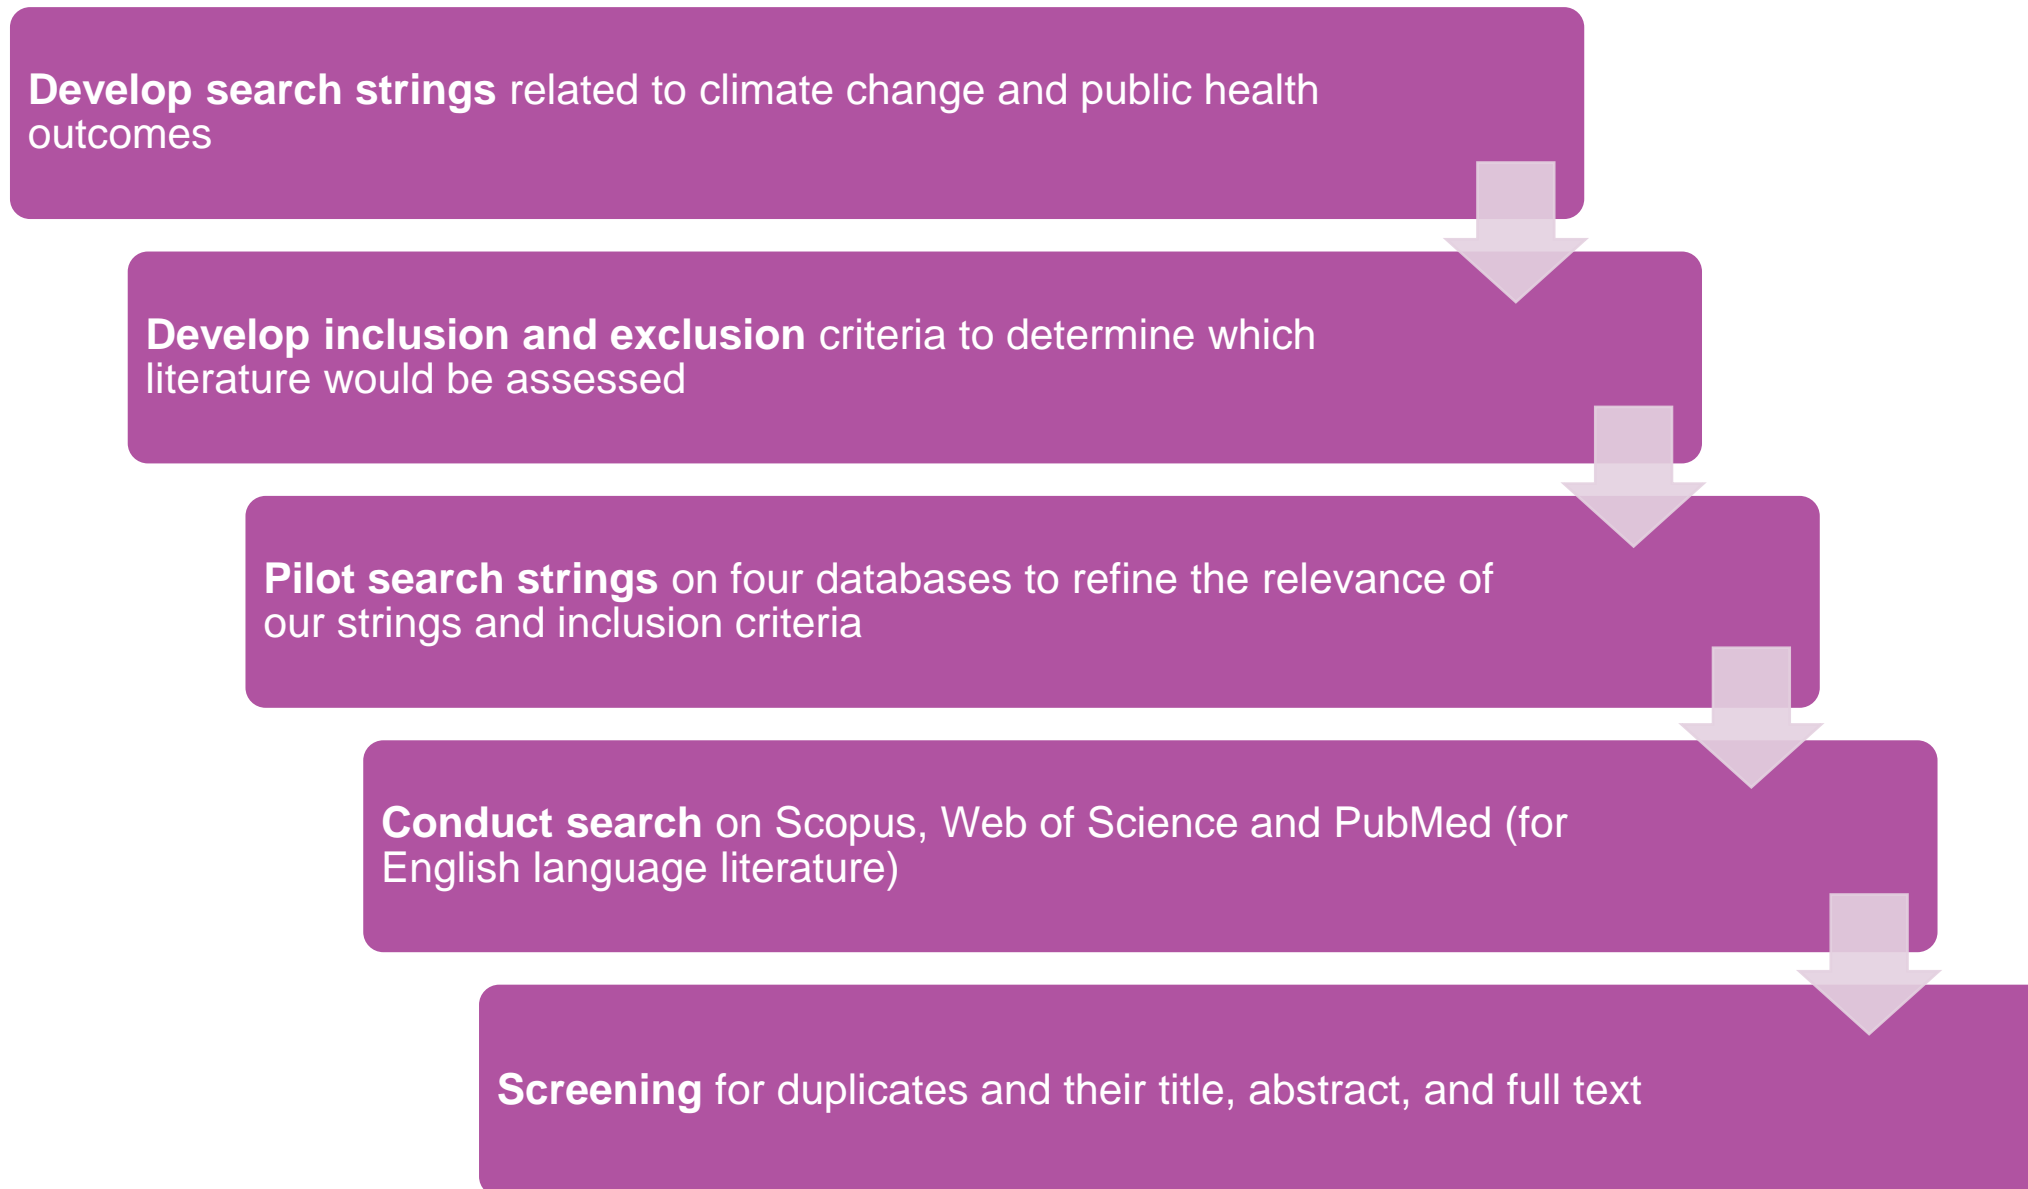 Develop search strings related to climate change and public health
outcomes
Develop inclusion and exclusion criteria to determine which
literature would be assessed
Pilot search strings on four databases to refine the relevance of
our strings and inclusion criteria
Conduct search on Scopus, Web of Science and PubMed (for
English language literature)
Screening for duplicates and their title, abstract, and full text